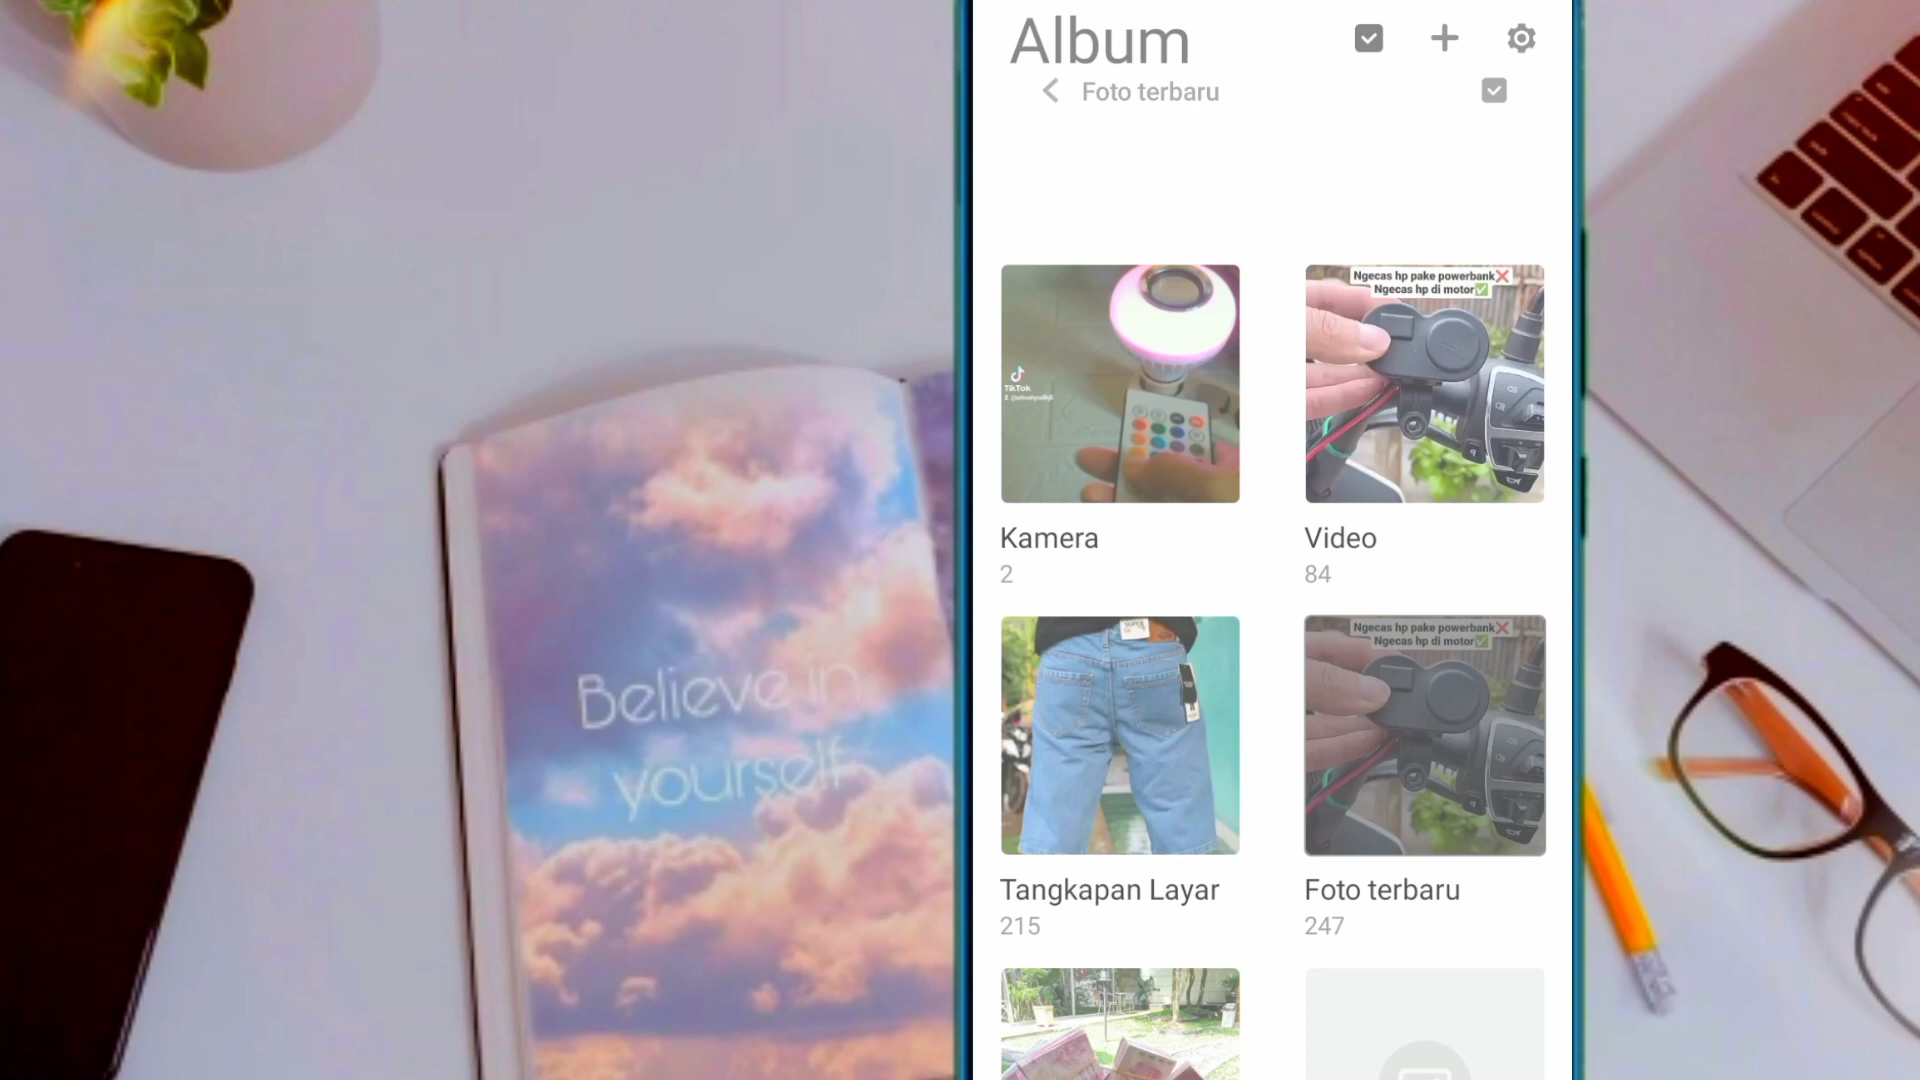 Album
Foto terbaru
TikTok
Ngecas hp pake powerbank❌
Ngecas hp di motor✅
Kamera
2
Video
84
Believe in
yourself
Ngecas hp pake powerbank❌
Ngecas hp di motor✅
Tangkapan Layar
215
Foto terbaru
247